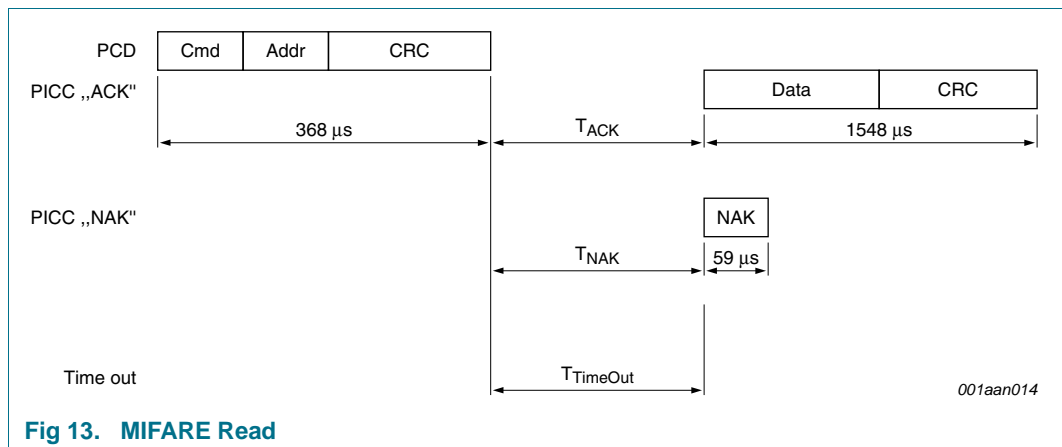 PCD Cmd Addr CRC
PICC ,,ACK" Data CRC
368 μs TACK 1548 μs
PICC ,,NAK" NAK
TNAK 59 μs
Time out TTimeOut 001aan014
Fig 13. MIFARE Read